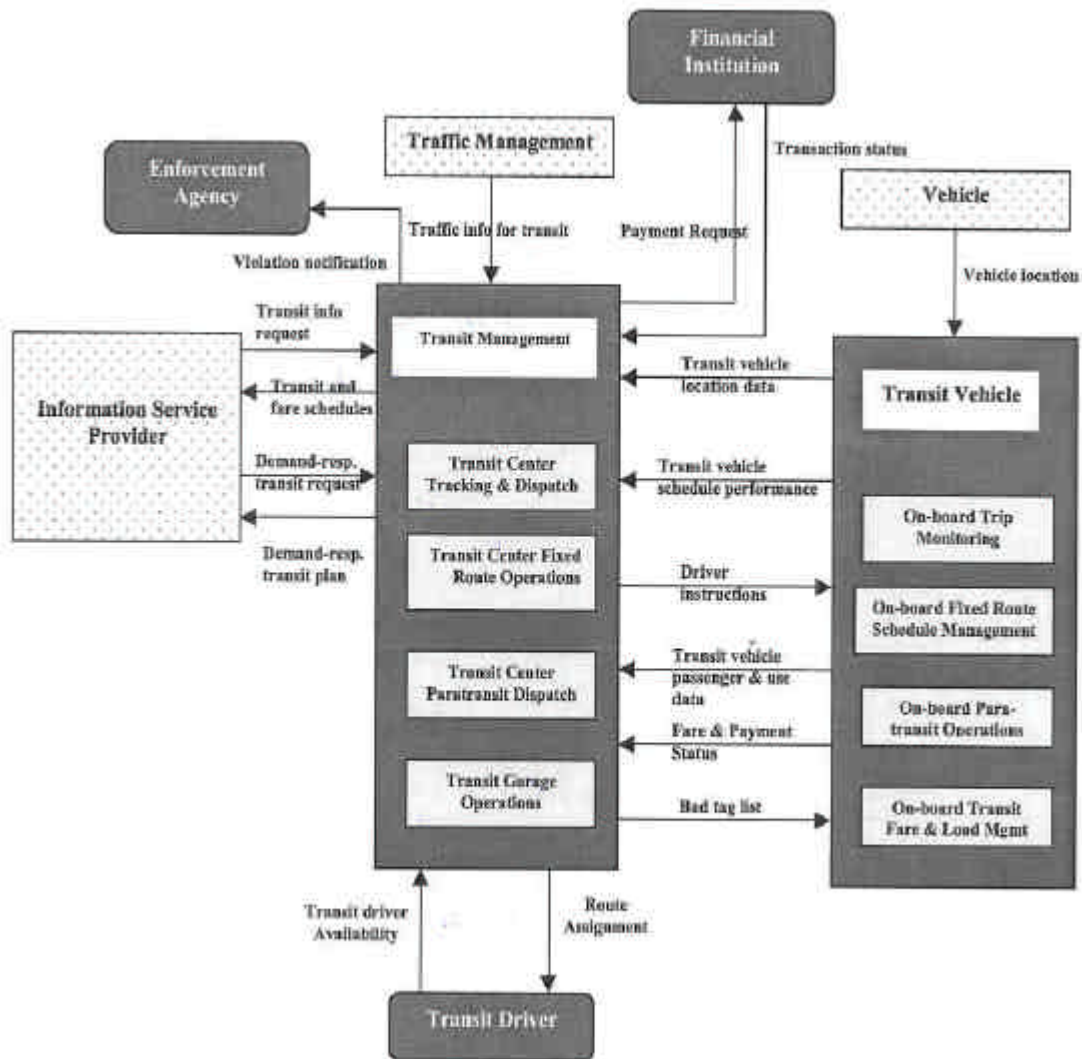 Financial
Institution
Traffic Management
Enforcement
Agency
Transaction status
Vehicle
Traffic info for transit
Payment Request
Violation notification
Vehicle location
Transit info
request
Transit Management
Transit vehicle
location data
Transit Vehicle
Transit and
fare schedules
Information Service
Provider
Demand-resp.
transit request
Transit Center
Tracking & Dispatch
Transit vehicle
schedule performance
On-board Trip
Monitoring
Demand-resp.
transit plan
Transit Center Fixed
Route Operations
Driver
instructions
On-board Fixed Route
Schedule Management
Transit Center
Paratransit Dispatch
Transit vehicle
passenger & use
data
On-board Para-
transit Operations
Fare & Payment
Status
Transit Garage
Operations
Bad tag list
On-board Transit
Fare & Load Mgmt
Transit driver
Availability
Route
Assignment
Transit Driver